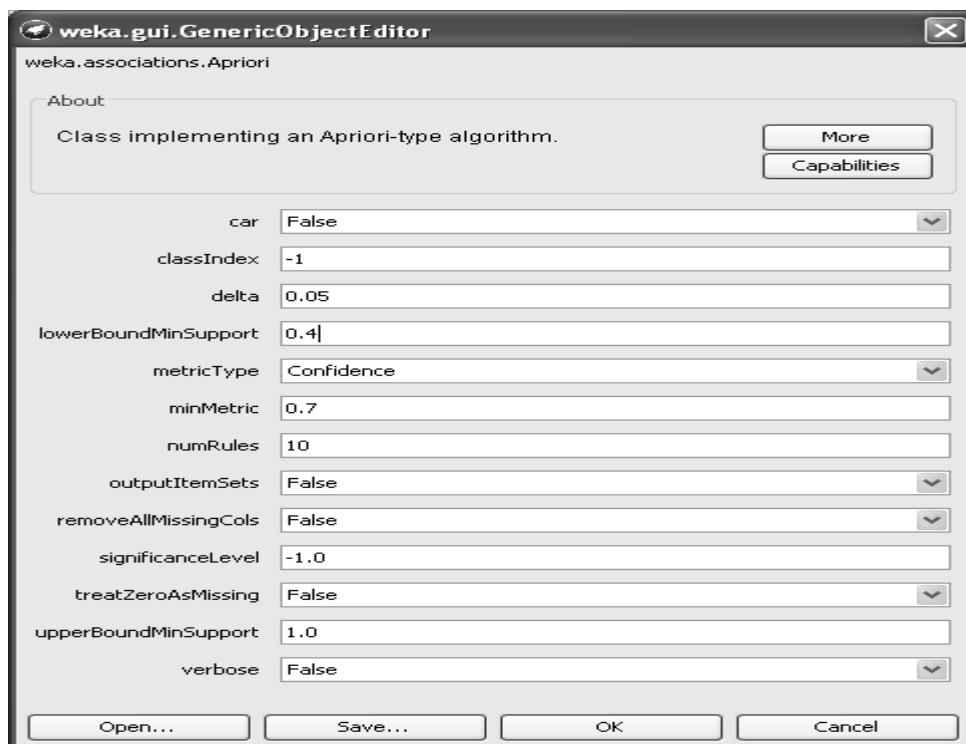 weka.gui.GenericObjectEditor
weka.associations.Apriori
About
Class implementing an Apriori-type algorithm.
More
Capabilities
car False
classIndex -1
delta 0.05
lowerBoundMinSupport 0.4
metricType Confidence
minMetric 0.7
numRules 10
outputItemSets False
removeAllMissingCols False
significanceLevel -1.0
treatZeroAsMissing False
upperBoundMinSupport 1.0
verbose False
Open... Save... OK Cancel